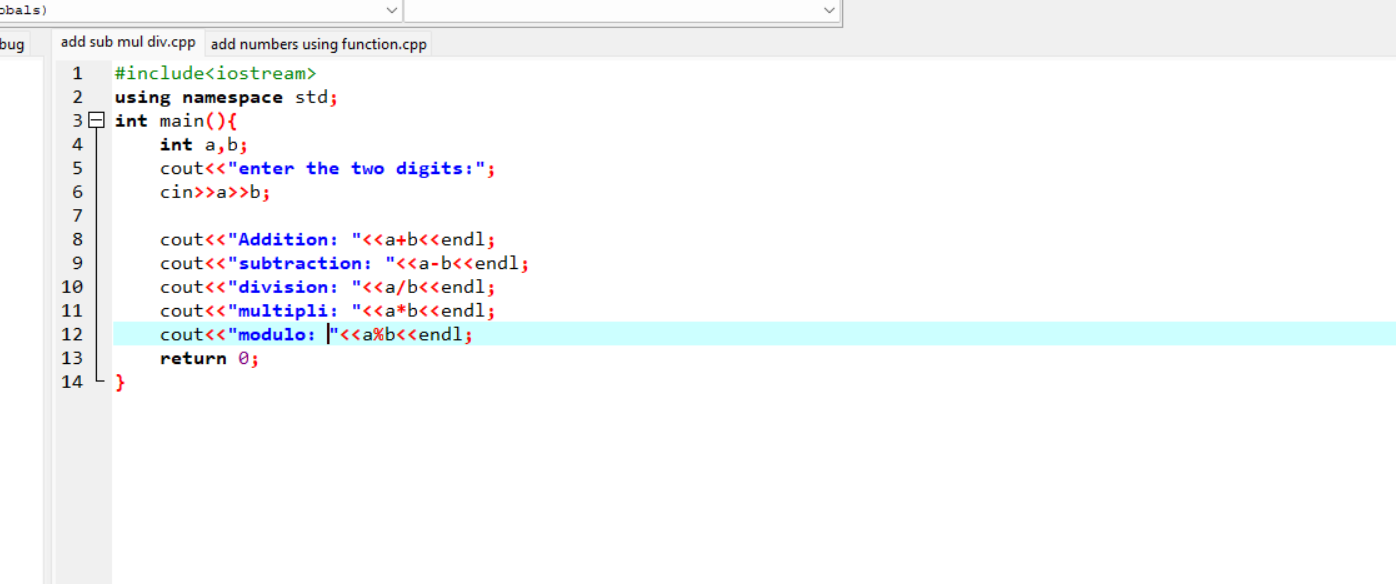 obals)
bug add sub mul div.cpp add numbers using function.cpp
1 #include<iostream>
2 using namespace std;
3 int main(){
4 int a,b;
5 cout<<"enter the two digits:";
6 cin>>a>>b;
7
8 cout<<"Addition: "<<a+b<<endl;
9 cout<<"subtraction: "<<a-b<<endl;
10 cout<<"division: "<<a/b<<endl;
11 cout<<"multipli: "<<a*b<<endl;
12 cout<<"modulo: "<<a%b<<endl;
13 return 0;
14 }